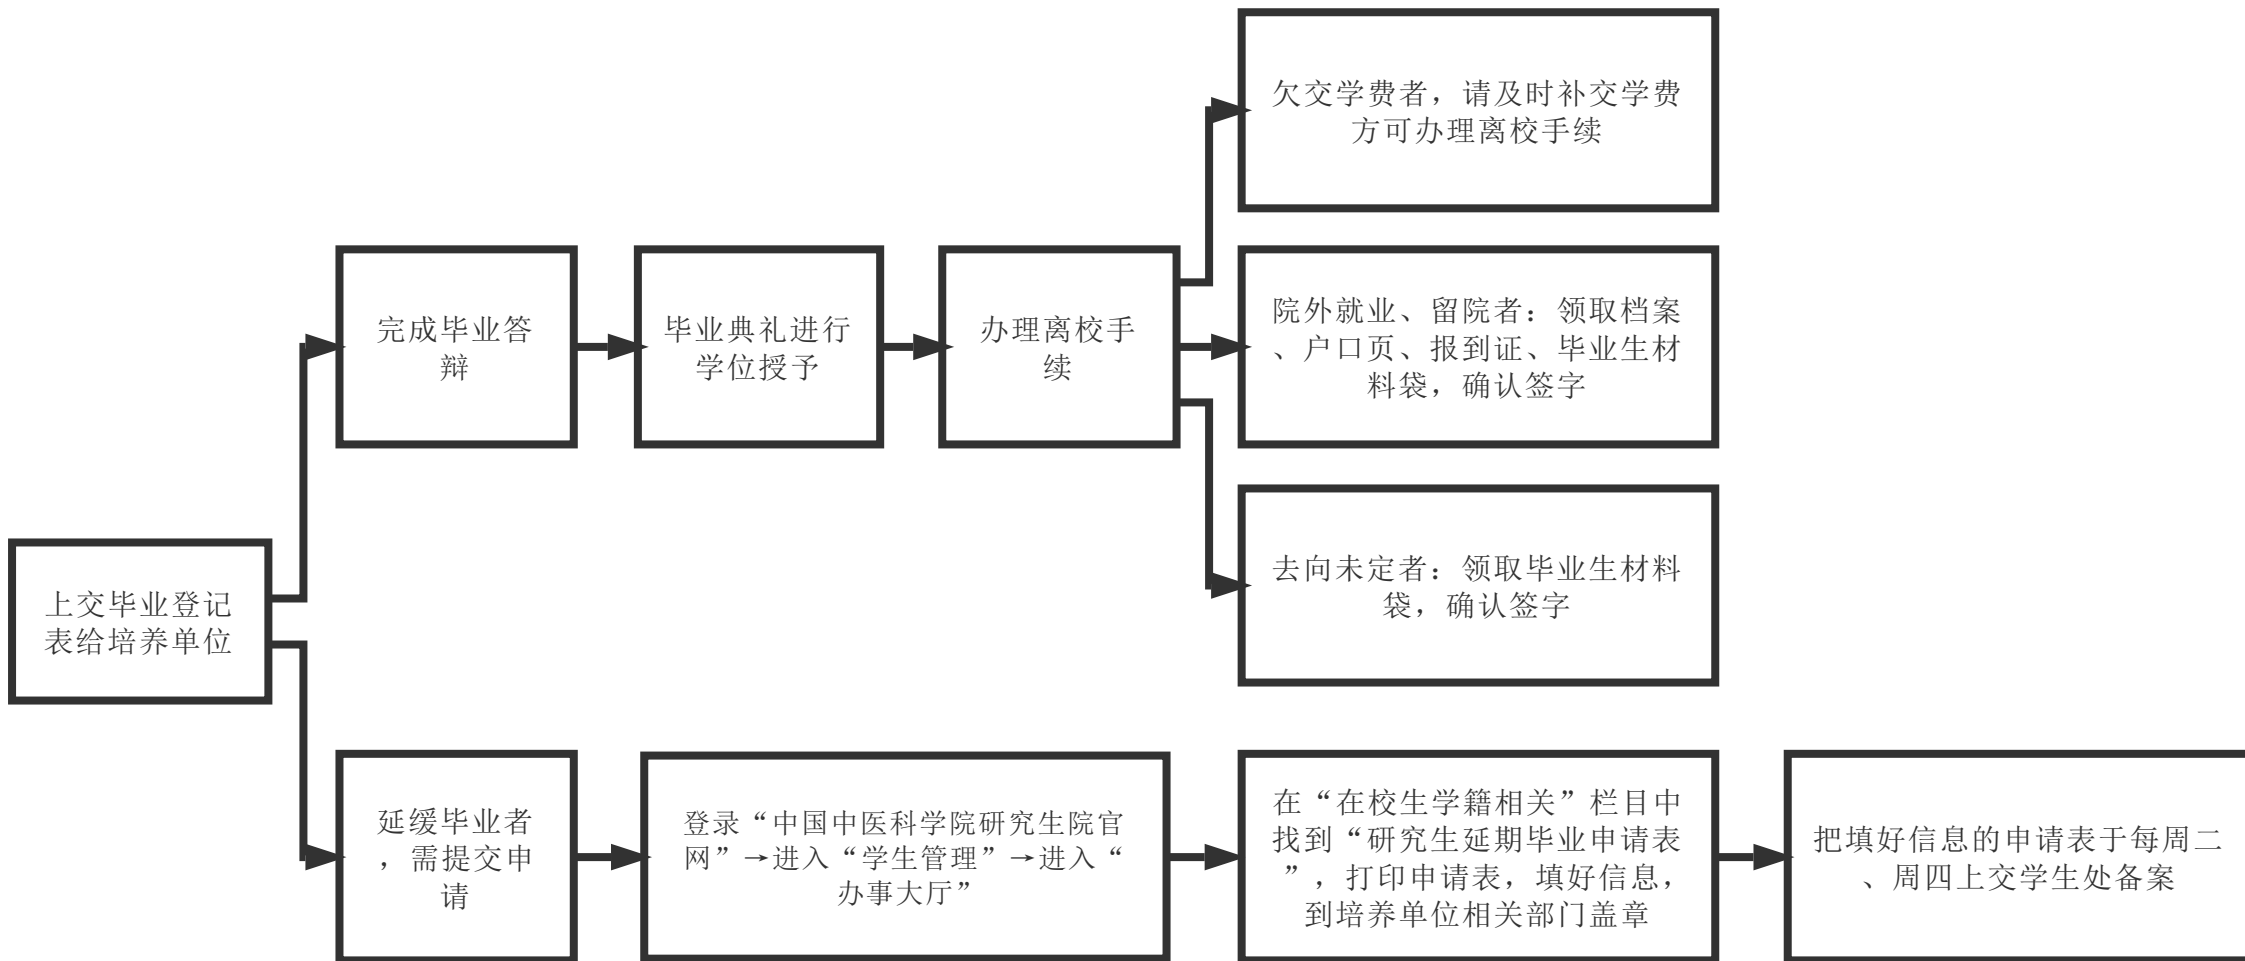 欠交学费者，请及时补交学费
方可办理离校手续
完成毕业答
辩
毕业典礼进行
学位授予
办理离校手
续
院外就业、留院者：领取档案
、户口页、报到证、毕业生材
料袋，确认签字
去向未定者：领取毕业生材料
袋，确认签字
上交毕业登记
表给培养单位
延缓毕业者
，需提交申
请
登录“中国中医科学院研究生院官
网”→进入“学生管理”→进入“
办事大厅”
在“在校生学籍相关”栏目中
找到“研究生延期毕业申请表
”，打印申请表，填好信息，
到培养单位相关部门盖章
把填好信息的申请表于每周二
、周四上交学生处备案